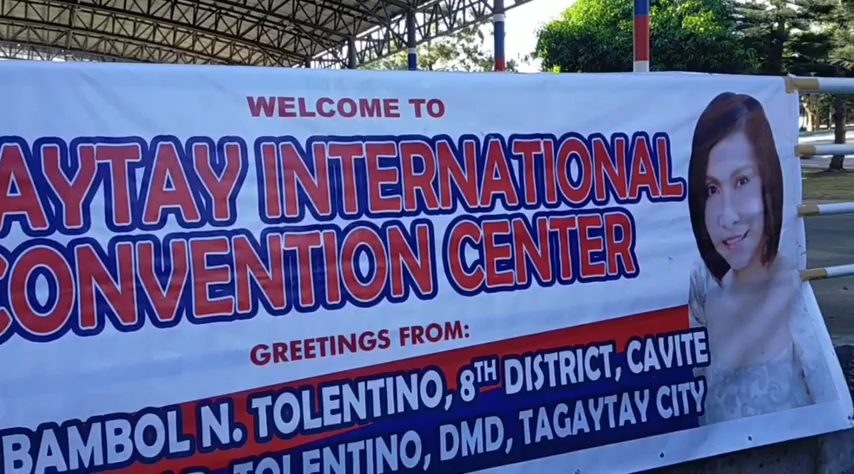 WELCOME TO
AYTAY INTERNATIONAL
CONVENTION CENTER
GREETINGS FROM:
BAMBOL N. TOLENTINO, 8TH DISTRICT, CAVITE
TOLENTINO, DMD, TAGAYTAY CITY